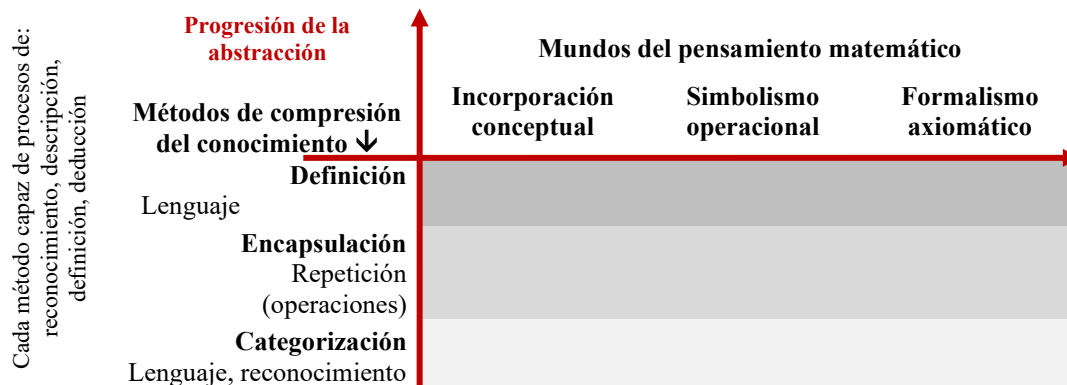 Cada método capaz de procesos de:
reconocimiento, descripción,
definición, deducción
Progresión de la
abstracción
Mundos del pensamiento matemático
Métodos de compresión
del conocimiento ↓
Incorporación
conceptual
Simbolismo
operacional
Formalismo
axiomático
Definición
Lenguaje
Encapsulación
Repetición
(operaciones)
Categorización
Lenguaje, reconocimiento